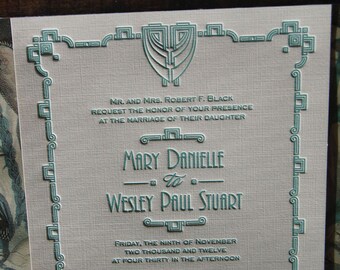 Mr. and Mrs. Robert F. Black
request the honor of your presence
at the marriage of their daughter
Mary Danielle
to
Wesley Paul Stuart
Friday, the ninth of November
two thousand and twelve
at four thirty in the afternoon